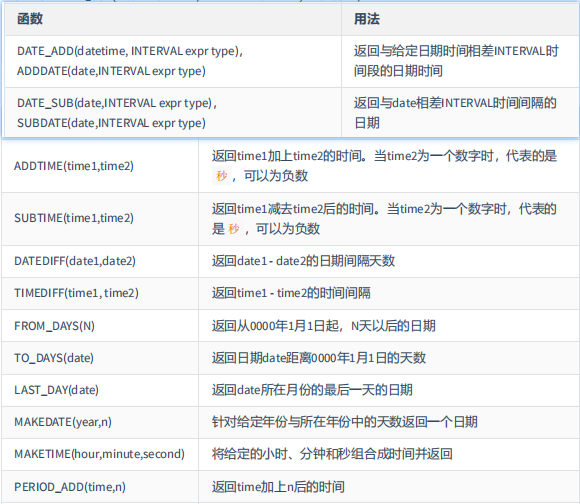 函数 用法
DATE_ADD(datetime, INTERVAL expr type),
ADDDATE(date,INTERVAL expr type)
返回与给定日期时间相差INTERVAL时
间段的日期时间
DATE_SUB(date,INTERVAL expr type),
SUBDATE(date,INTERVAL expr type)
返回与date相差INTERVAL时间间隔的
日期
ADDTIME(time1,time2)
返回time1加上time2的时间。当time2为一个数字时，代表的是
秒 ，可以为负数
SUBTIME(time1,time2)
返回time1减去time2后的时间。当time2为一个数字时，代表的
是 秒 ，可以为负数
DATEDIFF(date1,date2) 返回date1 - date2的日期间隔天数
TIMEDIFF(time1, time2) 返回time1 - time2的时间间隔
FROM_DAYS(N) 返回从0000年1月1日起，N天以后的日期
TO_DAYS(date) 返回日期date距离0000年1月1日的天数
LAST_DAY(date) 返回date所在月份的最后一天的日期
MAKEDATE(year,n) 针对给定年份与所在年份中的天数返回一个日期
MAKETIME(hour,minute,second) 将给定的小时、分钟和秒组合成时间并返回
PERIOD_ADD(time,n) 返回time加上n后的时间